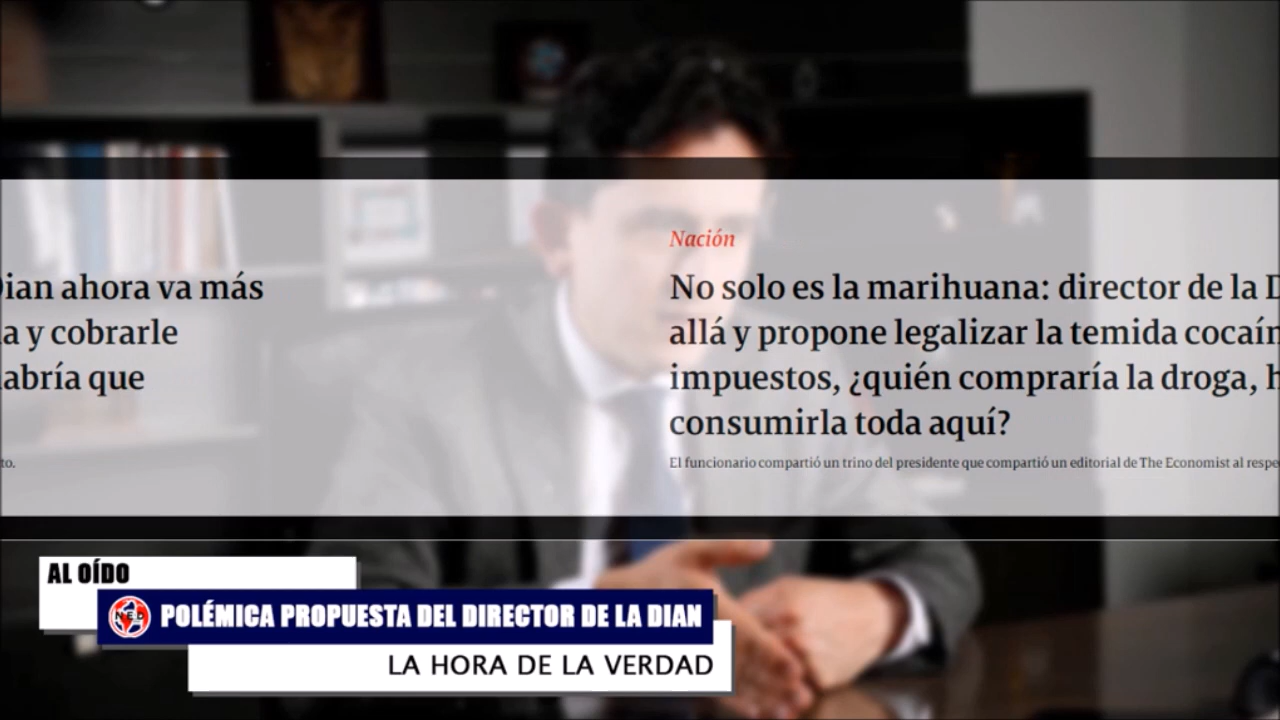 Dian ahora va más
a y cobrarle
abría que
to.
Nación
No solo es la marihuana: director de la D
allá y propone legalizar la temida cocaín
impuestos, ¿quién compraría la droga, h
consumirla toda aquí?
El funcionario compartió un trino del presidente que compartió un editorial de The Economist al respe
AL OÍDO
POLÉMICA PROPUESTA DEL DIRECTOR DE LA DIAN
LA HORA DE LA VERDAD